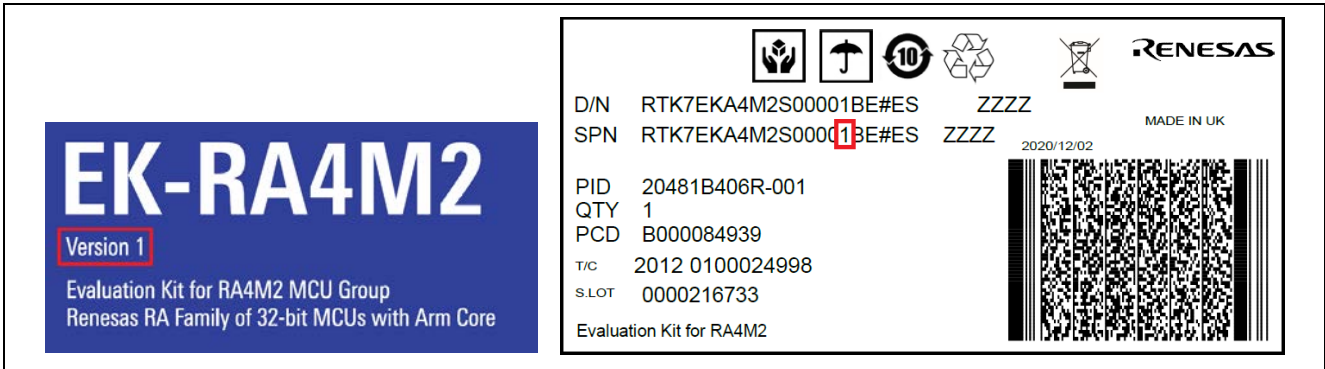 EK-RA4M2
Version 1
Evaluation Kit for RA4M2 MCU Group
Renesas RA Family of 32-bit MCUs with Arm Core
10
RENESAS
D/N RTK7EKA4M2S00001BE#ES ZZZZ
SPN RTK7EKA4M2S00001BE#ES ZZZZ
MADE IN UK
2020/12/02
PID 20481B406R-001
QTY 1
PCD B000084939
T/C 2012 0100024998
S.LOT 0000216733
Evaluation Kit for RA4M2